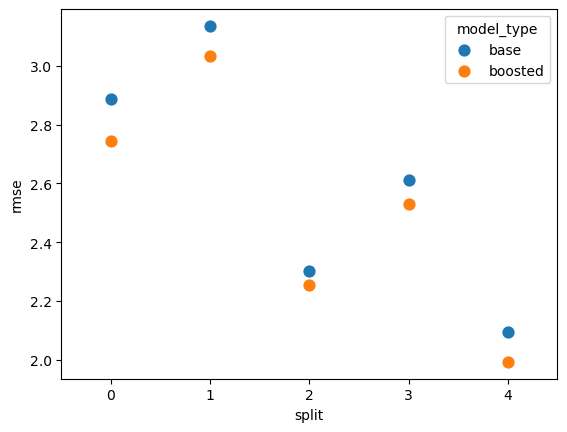 model_type
base
boosted
3.0
2.8
2.6
2.4
2.2
2.0
rmse
0 1 2 3 4
split